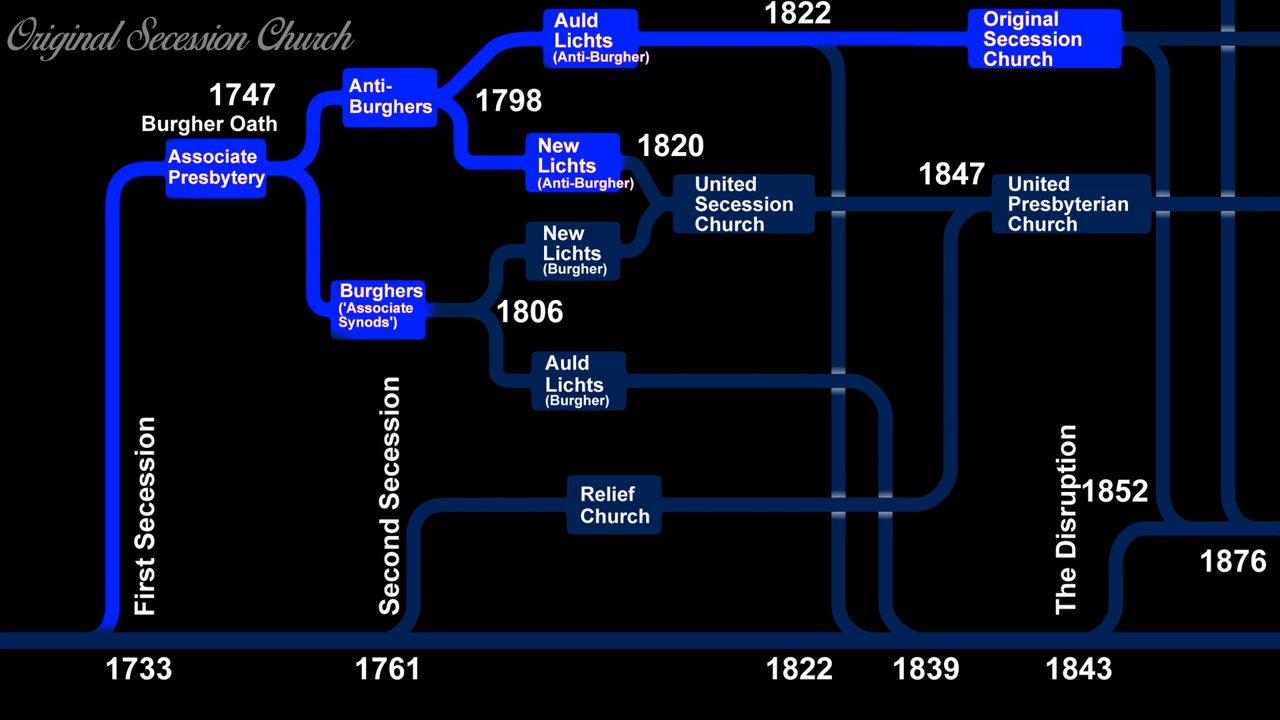 Original Secession Church
1822
Auld
Lichts
(Anti-Burgher)
Original
Secession
Church
1747
Burgher Oath
Anti-
Burghers
1798
Associate
Presbytery
New
Lichts
(Anti-Burgher)
1820
United
Secession
Church
1847
United
Presbyterian
Church
New
Lichts
(Burgher)
Burghers
('Associate
Synods')
1806
Auld
Lichts
(Burgher)
First Secession
Second Secession
Relief
Church
The Disruption
1852
1876
1733
1761
1822
1839
1843